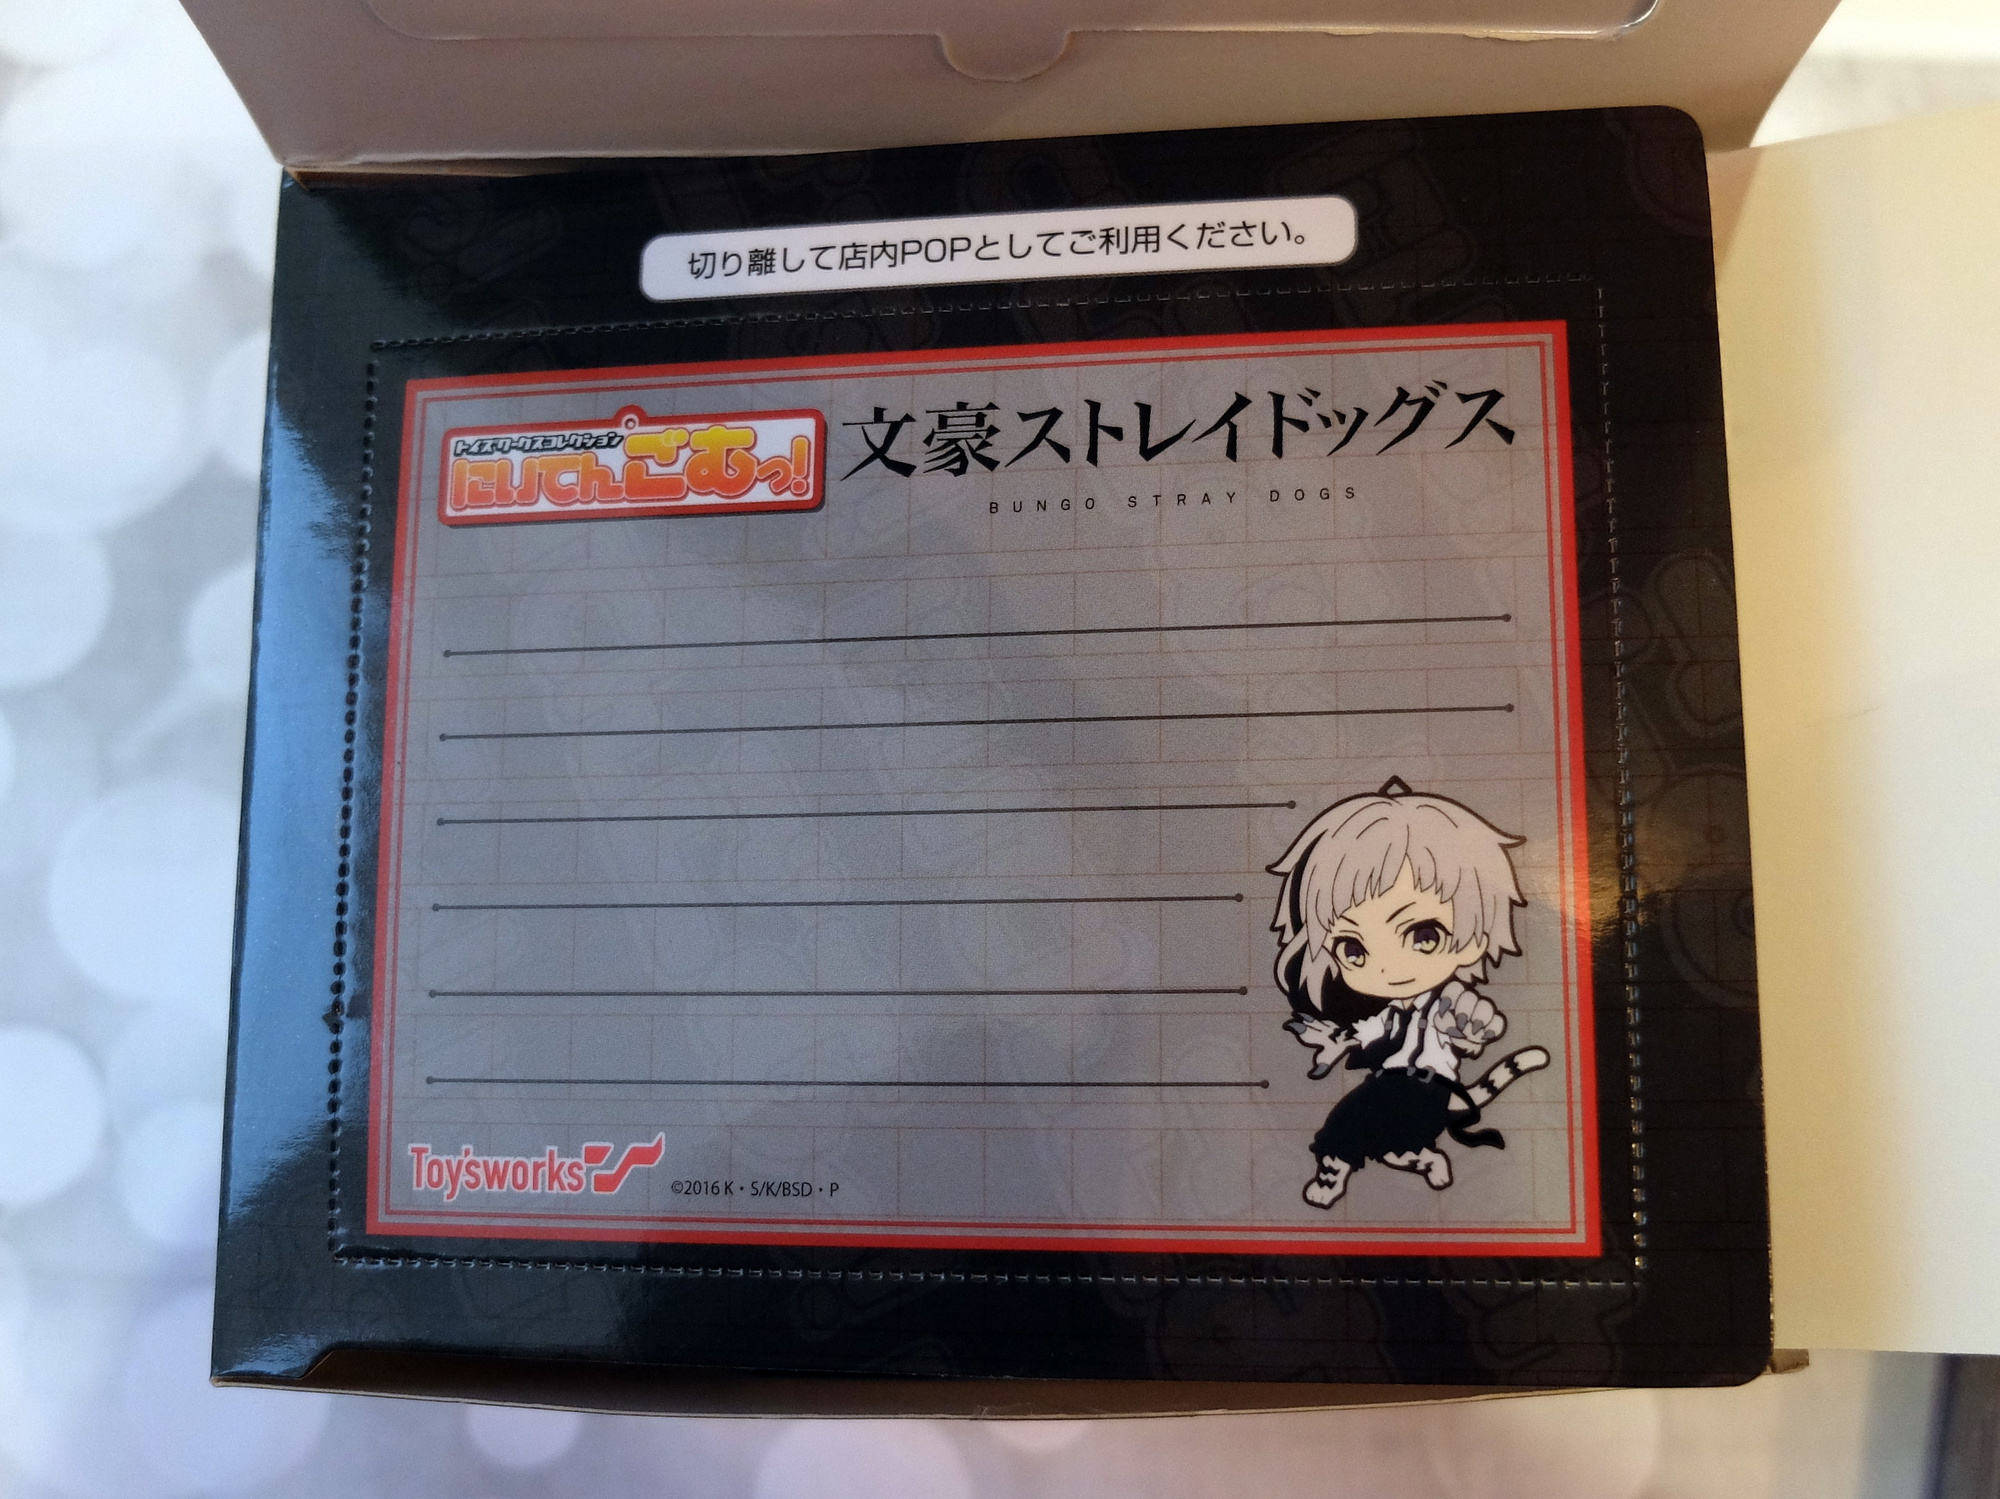 切り離して店内POPとしてご利用ください。
トイズワークスコレクション
にいてんごむっ!
文豪ストレイドッグス
BUNGO STRAY DOGS
Toy'sworks
©2016 K・S/K/BSD・P